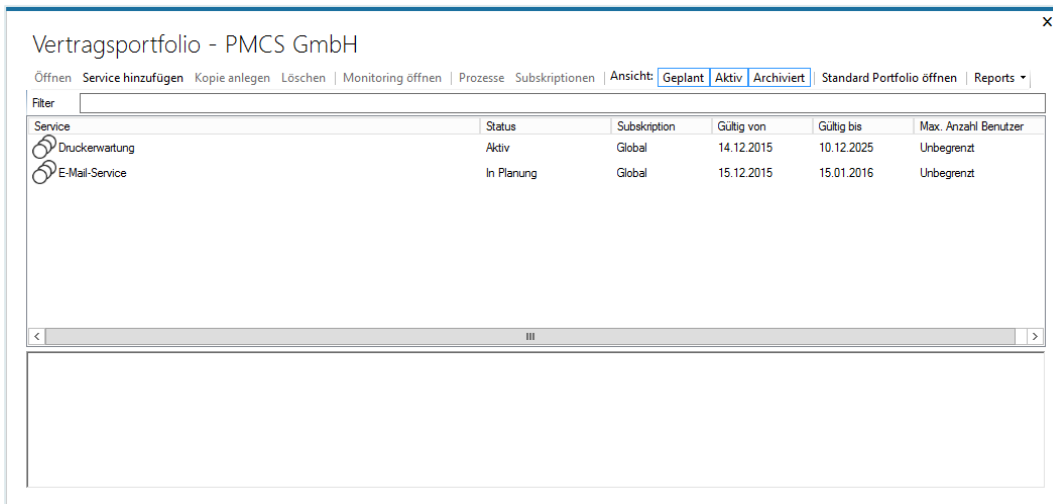 Vertragsportfolio - PMCS GmbH
Öffnen Service hinzufügen Kopie anlegen Löschen | Monitoring öffnen | Prozesse Subskriptionen | Ansicht: Geplant Aktiv Archiviert | Standard Portfolio öffnen | Reports
Filter
Service Status Subskription Gültig von Gültig bis Max. Anzahl Benutzer
Druckerwartung Aktiv Global 14.12.2015 10.12.2025 Unbegrenzt
E-Mail-Service In Planung Global 15.12.2015 15.01.2016 Unbegrenzt